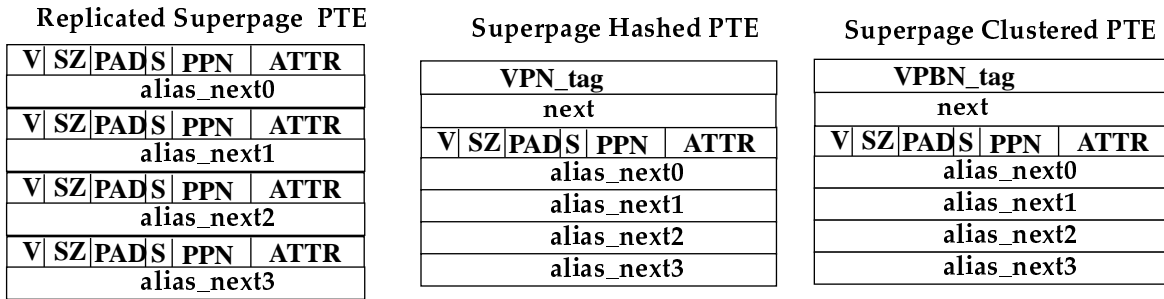 Replicated Superpage PTE
V SZ PAD S PPN ATTR
alias_next0
V SZ PAD S PPN ATTR
alias_next1
V SZ PAD S PPN ATTR
alias_next2
V SZ PAD S PPN ATTR
alias_next3
Superpage Hashed PTE
VPN_tag
next
V SZ PAD S PPN ATTR
alias_next0
alias_next1
alias_next2
alias_next3
Superpage Clustered PTE
VPBN_tag
next
V SZ PAD S PPN ATTR
alias_next0
alias_next1
alias_next2
alias_next3